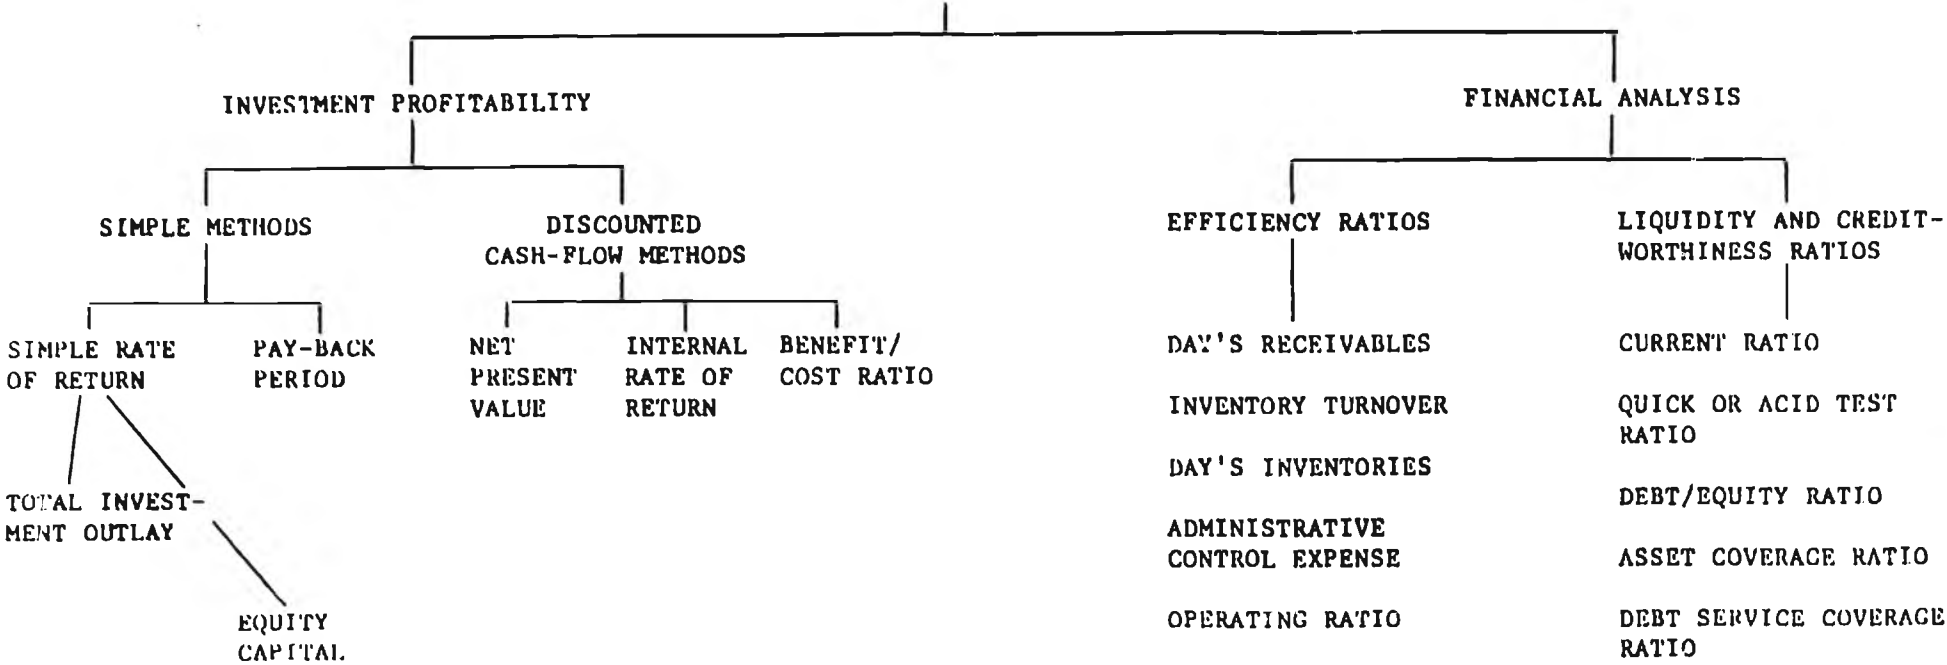 INVESTMENT PROFITABILITY
FINANCIAL ANALYSIS
SIMPLE METHODS
DISCOUNTED
CASH-FLOW METHODS
EFFICIENCY RATIOS
LIQUIDITY AND CREDIT-
WORTHINESS RATIOS
SIMPLE RATE
OF RETURN
PAY-BACK
PERIOD
NET
PRESENT
VALUE
INTERNAL
RATE OF
RETURN
BENEFIT/
COST RATIO
TOTAL INVEST-
MENT OUTLAY
EQUITY
CAPITAL
DAY'S RECEIVABLES
INVENTORY TURNOVER
DAY'S INVENTORIES
ADMINISTRATIVE
CONTROL EXPENSE
OPERATING RATIO
CURRENT RATIO
QUICK OR ACID TEST
RATIO
DEBT/EQUITY RATIO
ASSET COVERAGE RATIO
DEBT SERVICE COVERAGE
RATIO